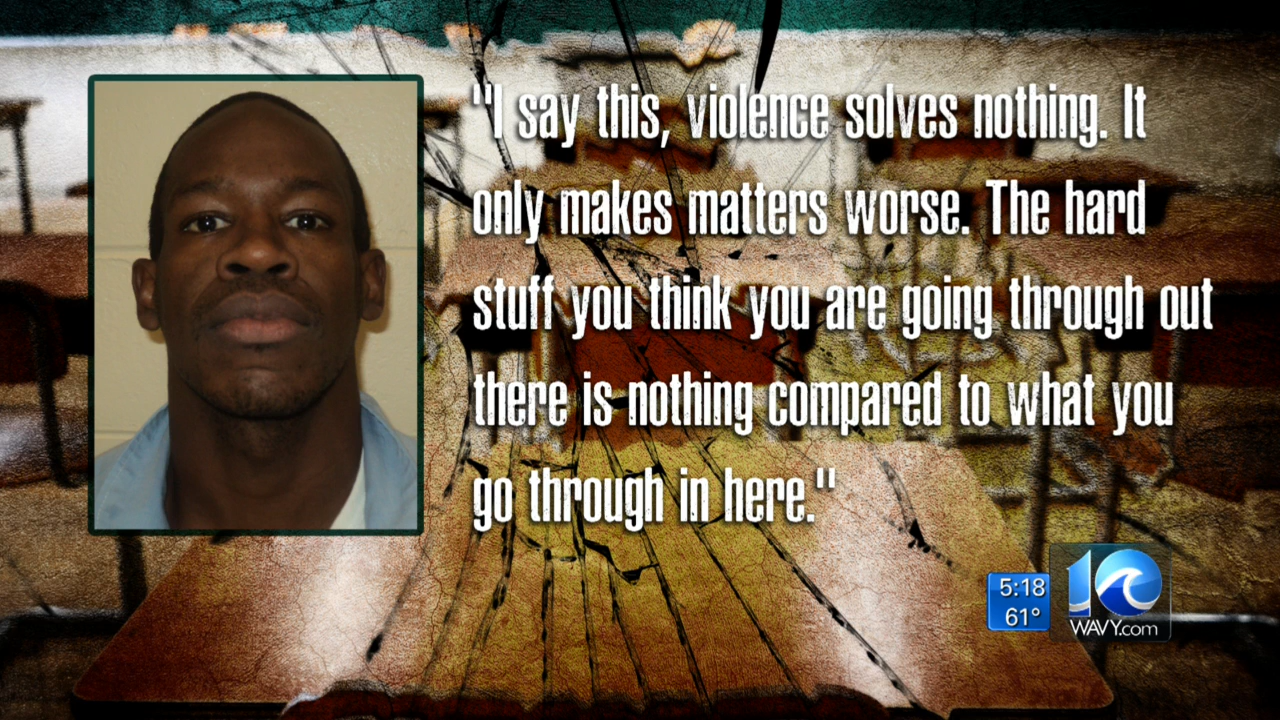 "I say this, violence solves nothing. It
only makes matters worse. The hard
stuff you think you are going through out
there is nothing compared to what you
go through in here."
5:18
61°
10
WAVY.com